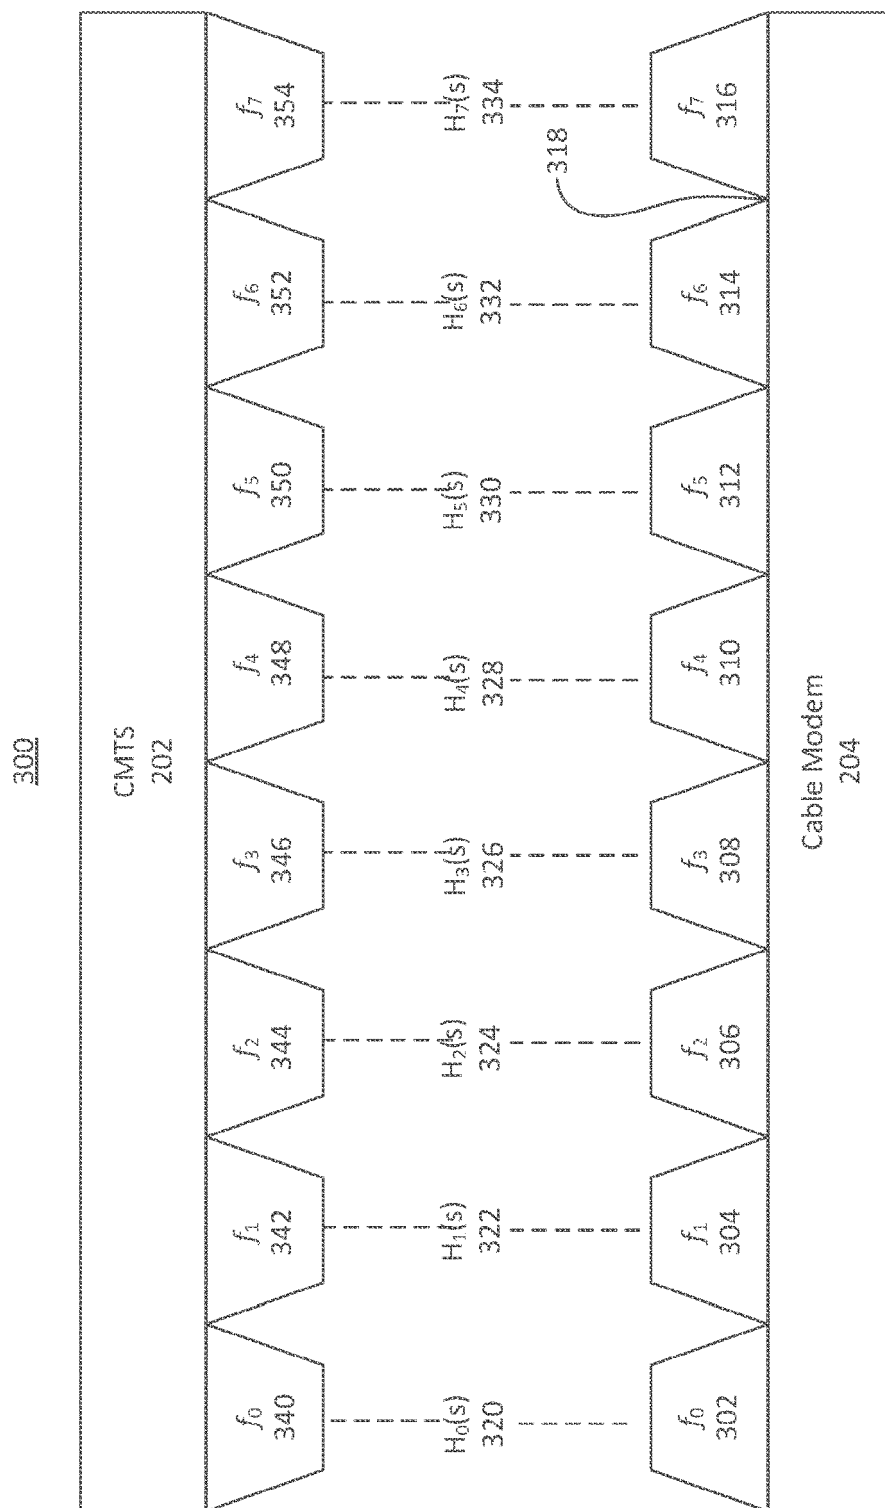 300
CMTS
202
f₀
340
f₁
342
f₂
344
f₃
346
f₄
348
f₅
350
f₆
352
f₇
354
H₀(s)
320
H₁(s)
322
H₂(s)
324
H₃(s)
326
H₄(s)
328
H₅(s)
330
H₆(s)
332
H₇(s)
334
318
f₀
302
f₁
304
f₂
306
f₃
308
f₄
310
f₅
312
f₆
314
f₇
316
Cable Modem
204